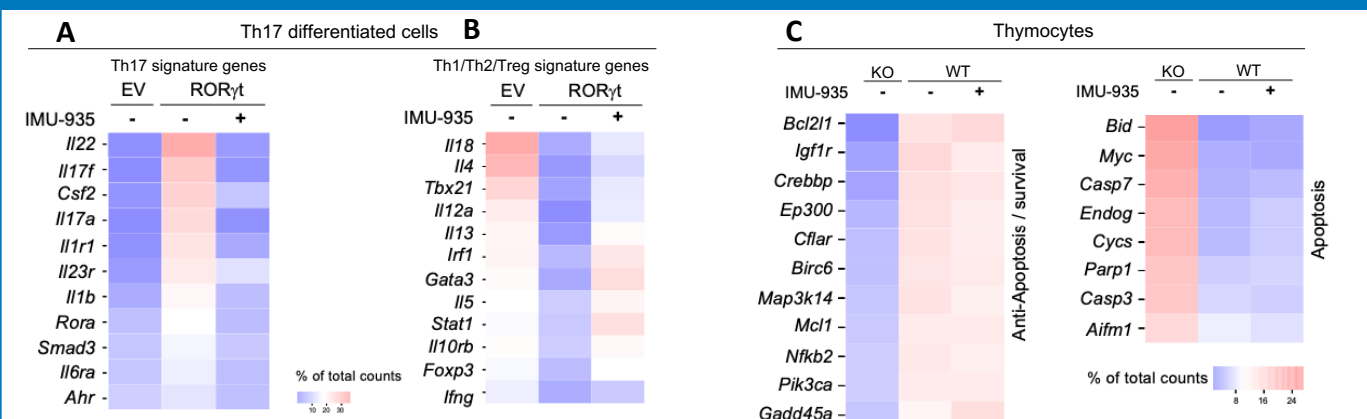 A
Th17 differentiated cells
B
Th17 signature genes
EV
RORγt
IMU-935
-
-
+
Il22
Il17f
Csf2
Il17a
Il1r1
Il23r
Il1b
Rora
Smad3
Il6ra
Ahr
% of total counts
10 20 30
Th1/Th2/Treg signature genes
EV
RORγt
IMU-935
-
-
+
Il18
Il4
Tbx21
Il12a
Il13
Irf1
Gata3
Il5
Stat1
Il10rb
Foxp3
Ifng
C
Thymocytes
KO
WT
IMU-935
-
-
+
Bcl2l1
Igf1r
Crebbp
Ep300
Cflar
Birc6
Map3k14
Mcl1
Nfkb2
Pik3ca
Gadd45a
Anti-Apoptosis / survival
KO
WT
IMU-935
-
-
+
Bid
Myc
Casp7
Endog
Cycs
Parp1
Casp3
Aifm1
Apoptosis
% of total counts
8 16 24